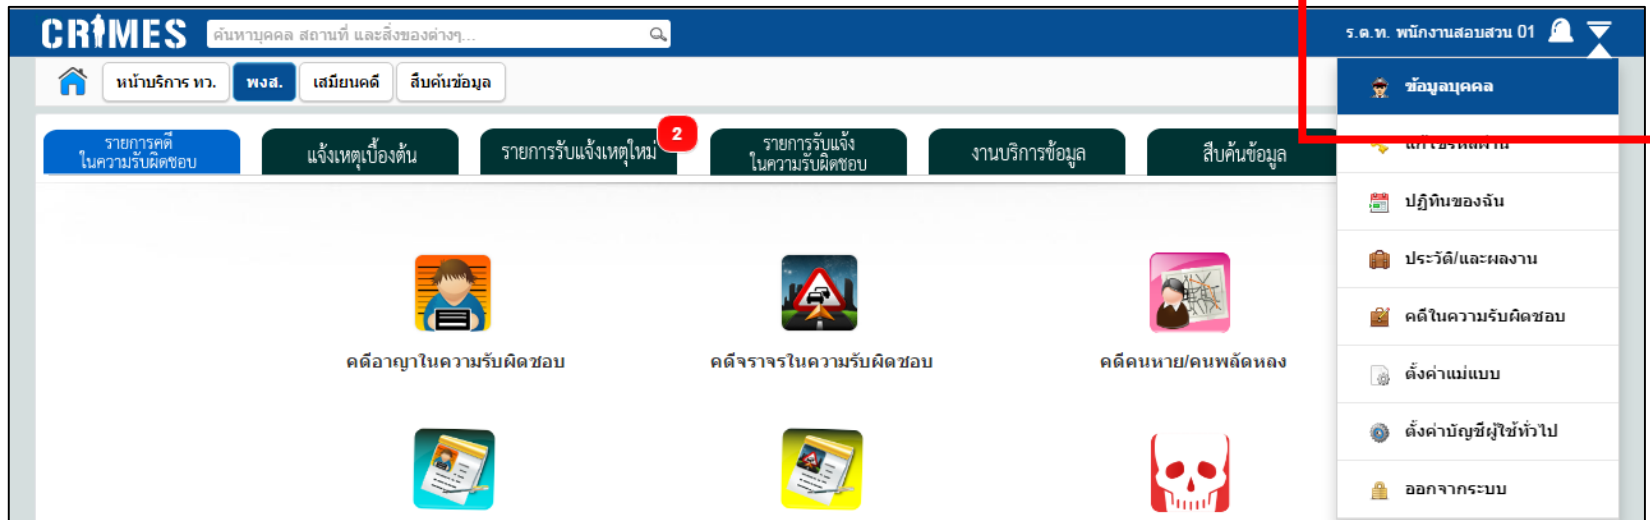 CRIMES
ค้นหาบุคคล สถานที่ และสิ่งของต่างๆ...
ร.ต.ท. พนักงานสอบสวน 01
หน้าบริการ ทว.
พงส.
เสมียนคดี
สืบค้นข้อมูล
ข้อมูลบุคคล
รายการคดี
ในความรับผิดชอบ
แจ้งเหตุเบื้องต้น
รายการรับแจ้งเหตุใหม่
2
รายการรับแจ้ง
ในความรับผิดชอบ
งานบริการข้อมูล
สืบค้นข้อมูล
แก้ไขรหัสผ่าน
ปฏิทินของฉัน
ประวัติ/และผลงาน
คดีในความรับผิดชอบ
ตั้งค่าแม่แบบ
ตั้งค่าบัญชีผู้ใช้ทั่วไป
ออกจากระบบ
คดีอาญาในความรับผิดชอบ
คดีจราจรในความรับผิดชอบ
คดีคนหาย/คนพลัดหลง